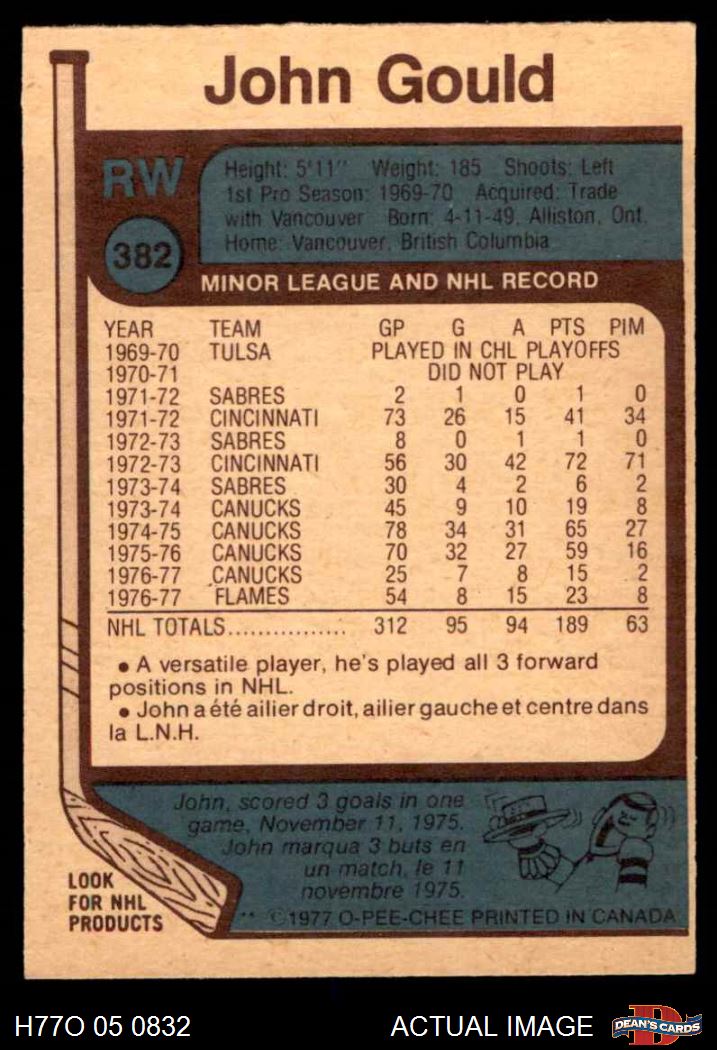 John Gould
RW
Height: 5'11" Weight: 185 Shoots: Left
1st Pro Season: 1969-70 Acquired: Trade
with Vancouver Born: 4-11-49, Alliston, Ont.
Home: Vancouver, British Columbia
382
MINOR LEAGUE AND NHL RECORD
YEAR TEAM GP G A PTS PIM
1969-70 TULSA PLAYED IN CHL PLAYOFFS
1970-71 DID NOT PLAY
1971-72 SABRES 2 1 0 1 0
1971-72 CINCINNATI 73 26 15 41 34
1972-73 SABRES 8 0 1 1 0
1972-73 CINCINNATI 56 30 42 72 71
1973-74 SABRES 30 4 2 6 2
1973-74 CANUCKS 45 9 10 19 8
1974-75 CANUCKS 78 34 31 65 27
1975-76 CANUCKS 70 32 27 59 16
1976-77 CANUCKS 25 7 8 15 2
1976-77 FLAMES 54 8 15 23 8
NHL TOTALS................ 312 95 94 189 63
• A versatile player, he's played all 3 forward
positions in NHL.
• John a été ailier droit, ailier gauche et centre dans
la L.N.H.
John, scored 3 goals in one
game, November 11, 1975.
John marqua 3 buts en
un match, le 11
novembre 1975.
LOOK
FOR NHL
PRODUCTS
** ©1977 O-PEE-CHEE PRINTED IN CANADA
H77O 05 0832
ACTUAL IMAGE
D
DEAN'S CARDS